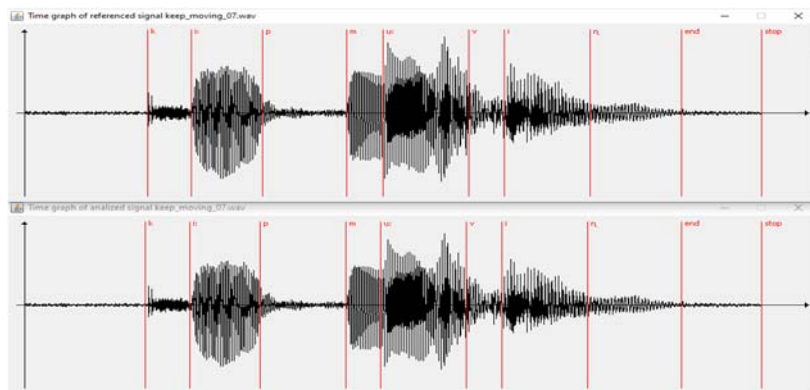 Time graph of referenced signal keep_moving_07.wav
k i: p m u: v i ŋ end stop
Time graph of analized signal keep_moving_07.wav
k i: p m u: v i ŋ end stop